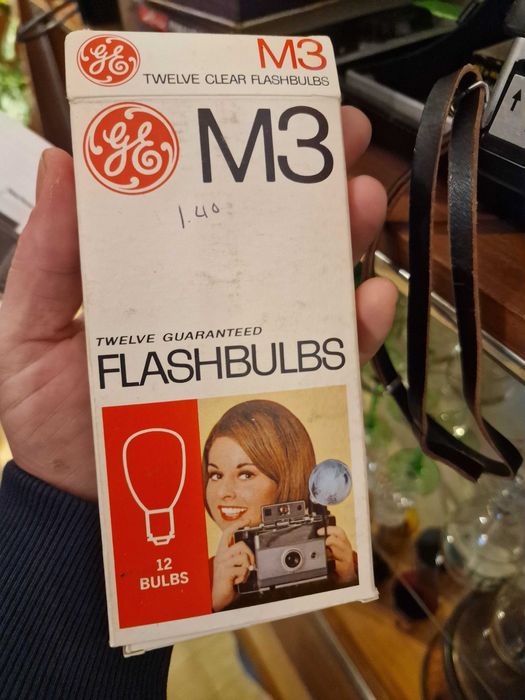 GE M3
TWELVE CLEAR FLASHBULBS
GE M3
1.40
TWELVE GUARANTEED
FLASHBULBS
12
BULBS